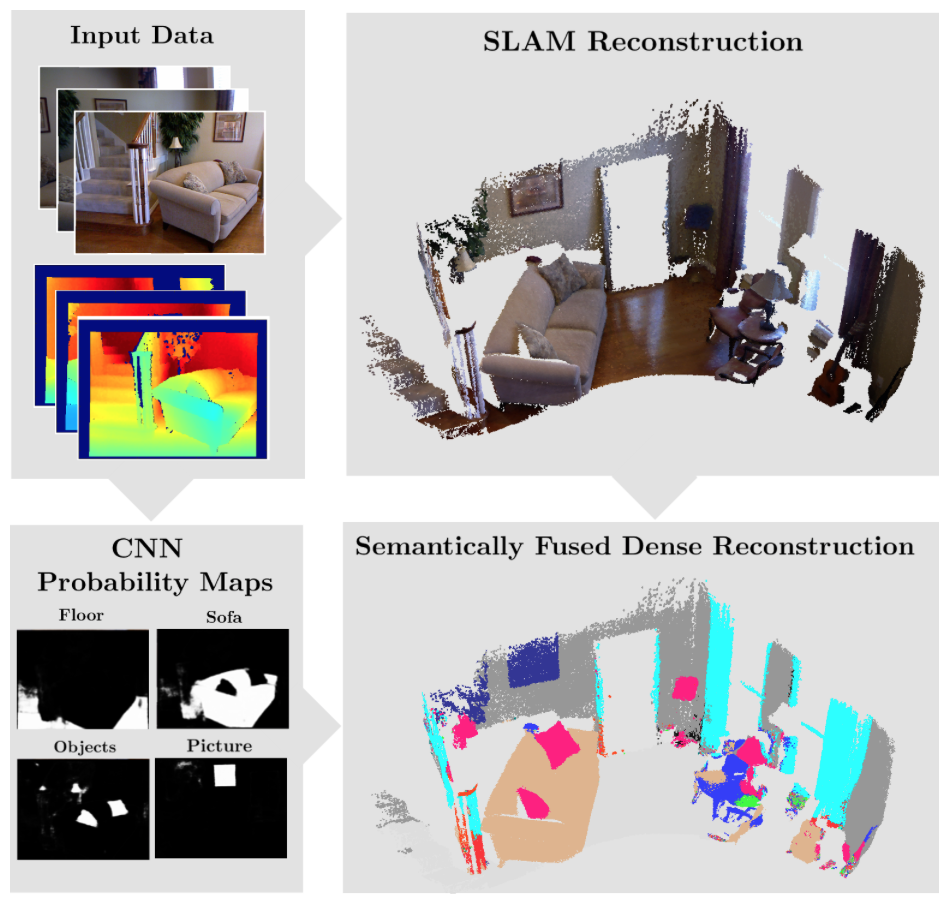 Input Data
SLAM Reconstruction
CNN
Probability Maps
Floor
Sofa
Objects
Picture
Semantically Fused Dense Reconstruction